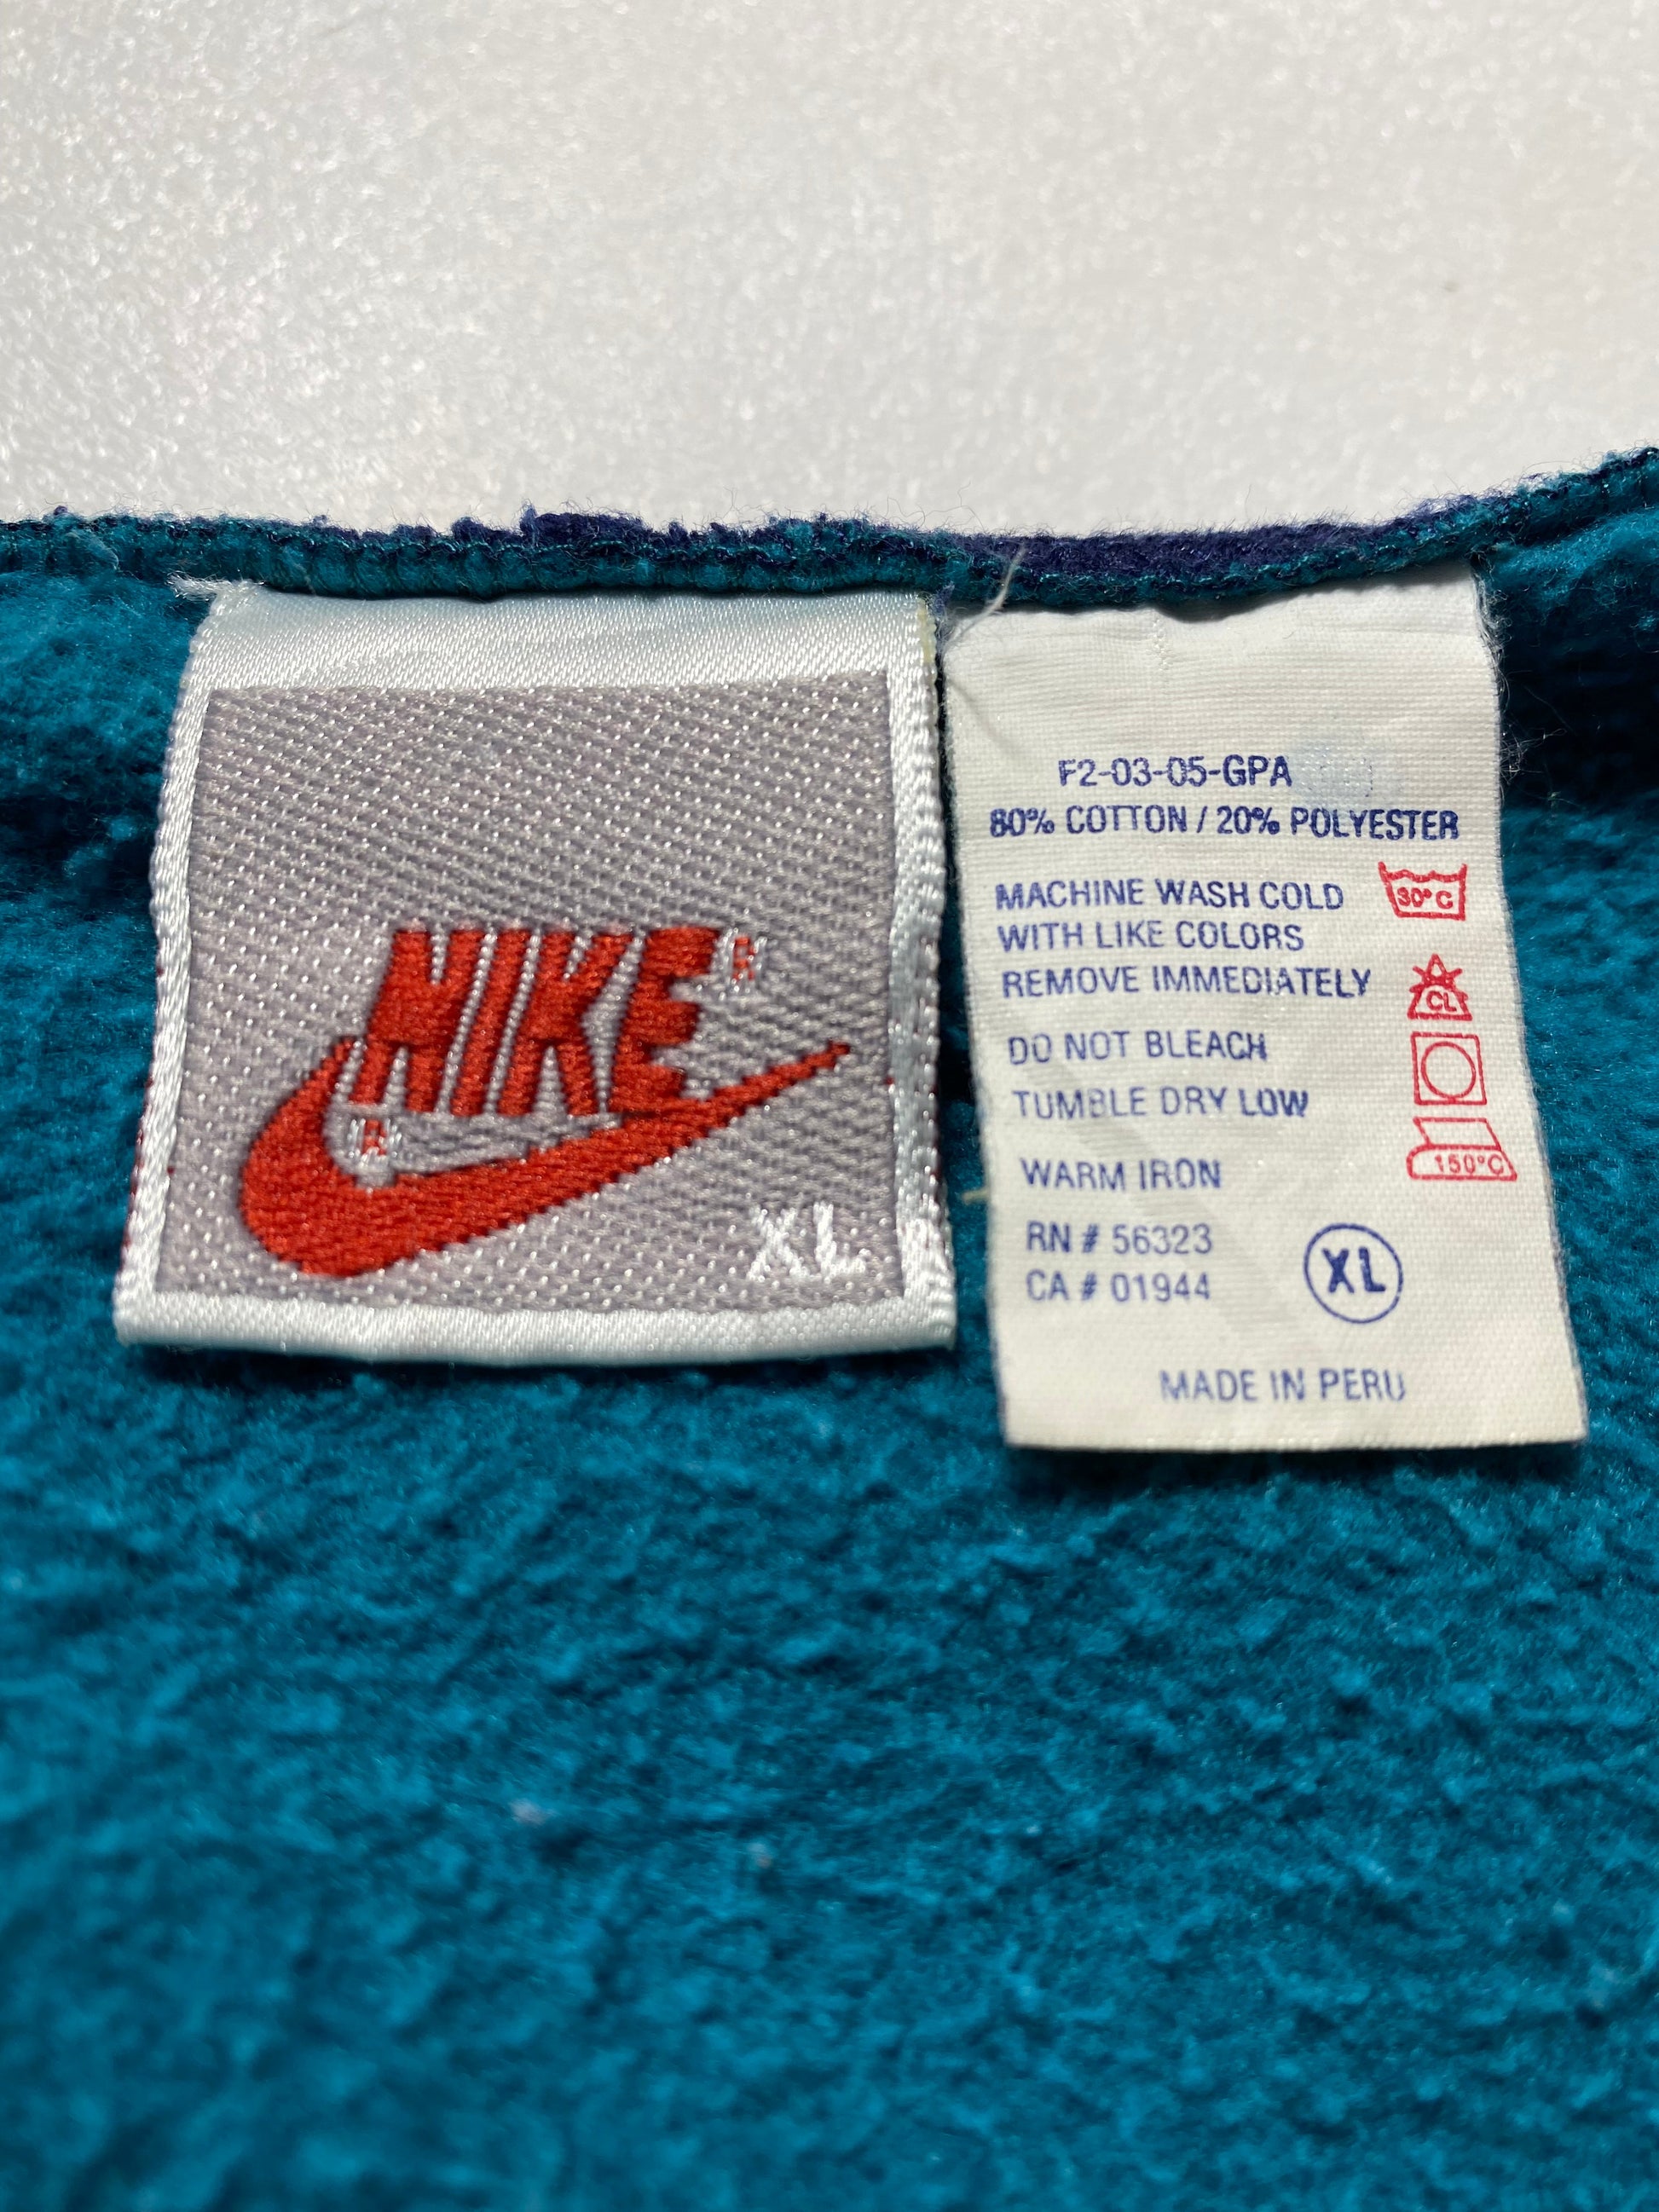 NIKE®
®
XL
F2-03-05-GPA
80% COTTON / 20% POLYESTER
MACHINE WASH COLD
WITH LIKE COLORS
REMOVE IMMEDIATELY
30°C
DO NOT BLEACH
CL
TUMBLE DRY LOW
WARM IRON
150°C
RN # 56323
CA # 01944
XL
MADE IN PERU